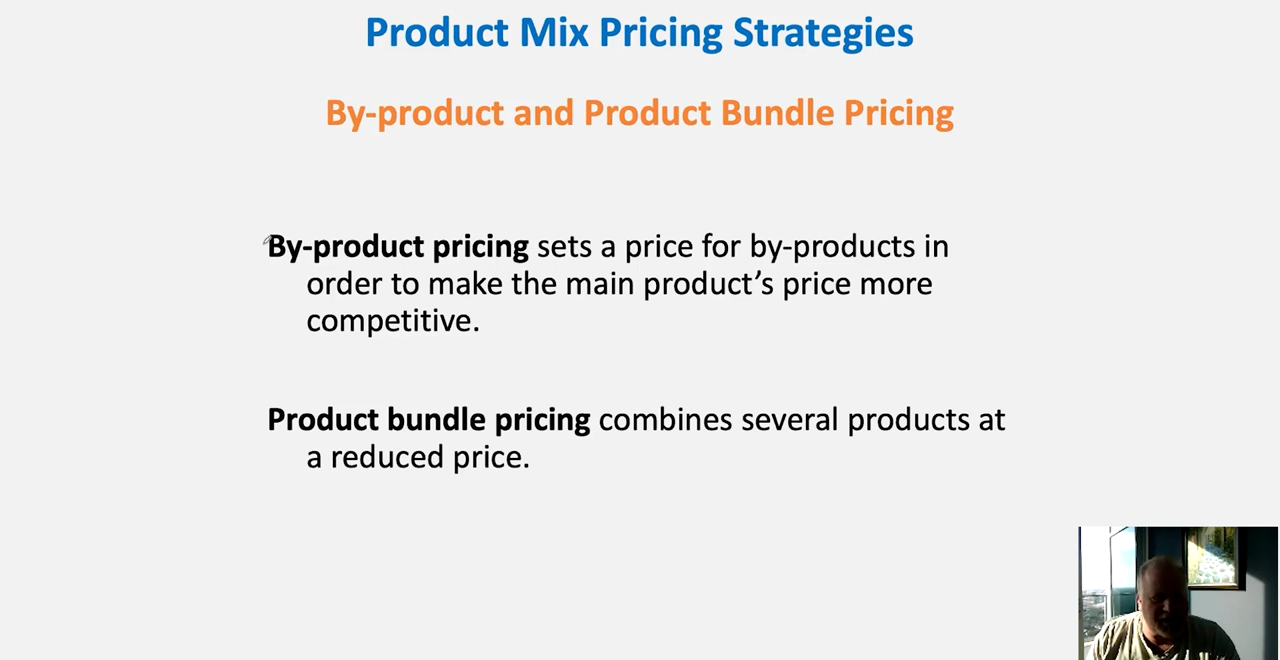 Product Mix Pricing Strategies
By-product and Product Bundle Pricing
By-product pricing sets a price for by-products in
order to make the main product’s price more
competitive.
Product bundle pricing combines several products at
a reduced price.